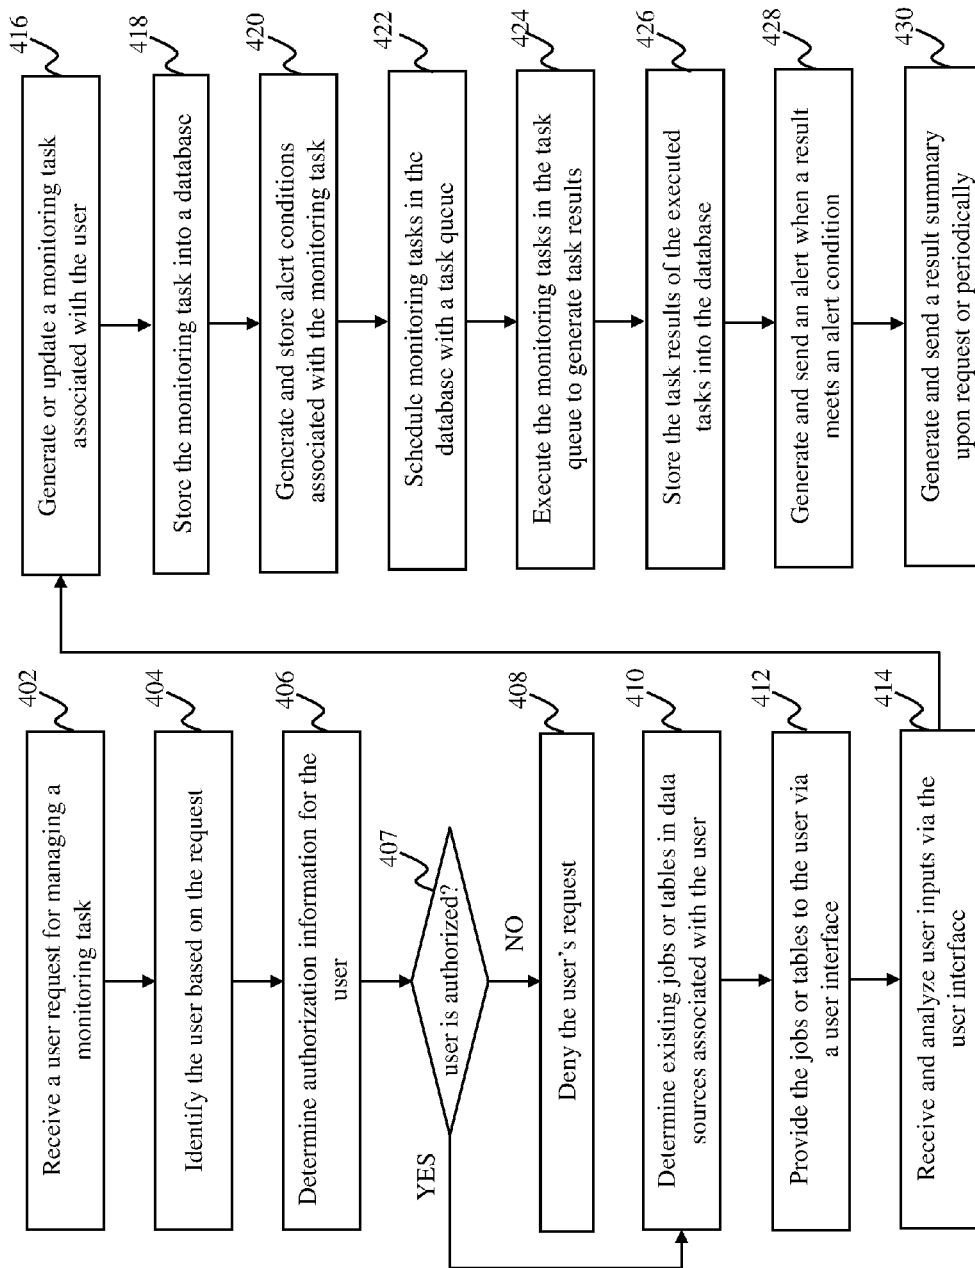 402
Receive a user request for managing a
monitoring task
404
Identify the user based on the request
406
Determine authorization information for the
user
407
user is authorized?
YES
NO
408
Deny the user's request
410
Determine existing jobs or tables in data
sources associated with the user
412
Provide the jobs or tables to the user via
a user interface
414
Receive and analyze user inputs via the
user interface
416
Generate or update a monitoring task
associated with the user
418
Store the monitoring task into a database
420
Generate and store alert conditions
associated with the monitoring task
422
Schedule monitoring tasks in the
database with a task queue
424
Execute the monitoring tasks in the task
queue to generate task results
426
Store the task results of the executed
tasks into the database
428
Generate and send an alert when a result
meets an alert condition
430
Generate and send a result summary
upon request or periodically